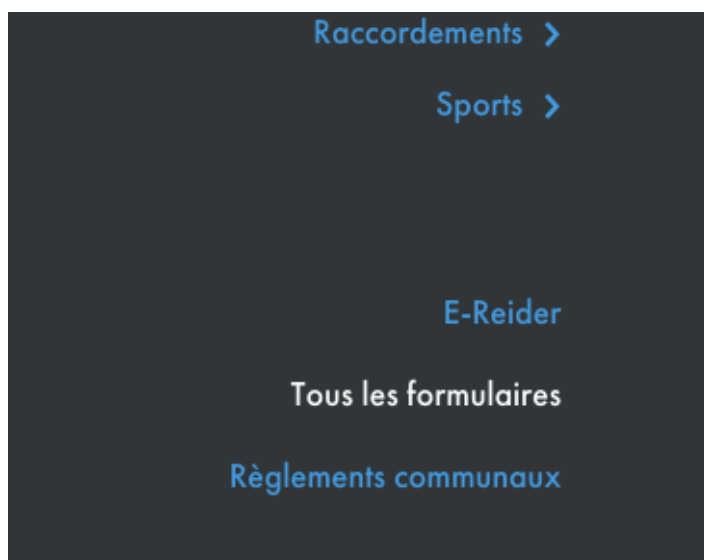 Raccordements
Sports
E-Reider
Tous les formulaires
Règlements communaux